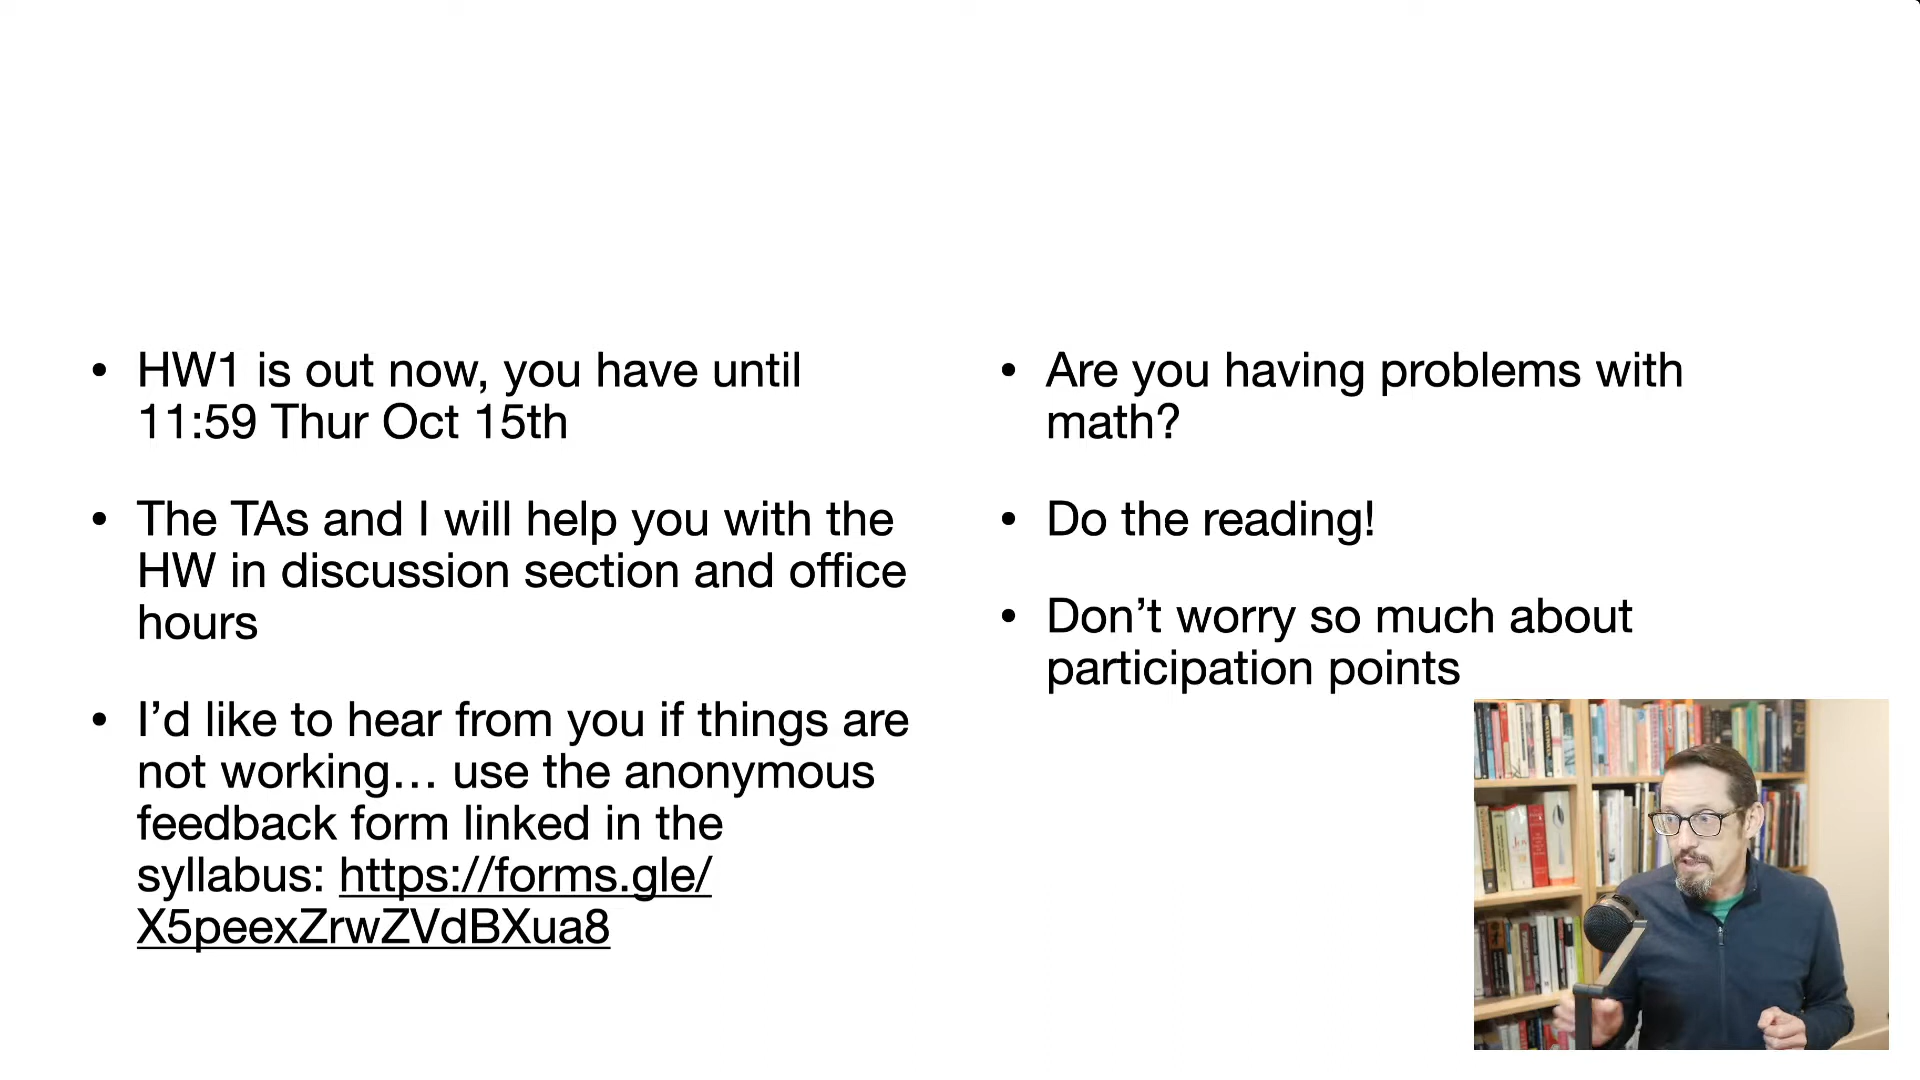 • HW1 is out now, you have until
11:59 Thur Oct 15th
• The TAs and I will help you with the
HW in discussion section and office
hours
• I’d like to hear from you if things are
not working… use the anonymous
feedback form linked in the
syllabus: https://forms.gle/
X5peexZrwZVdBXua8
• Are you having problems with
math?
• Do the reading!
• Don’t worry so much about
participation points